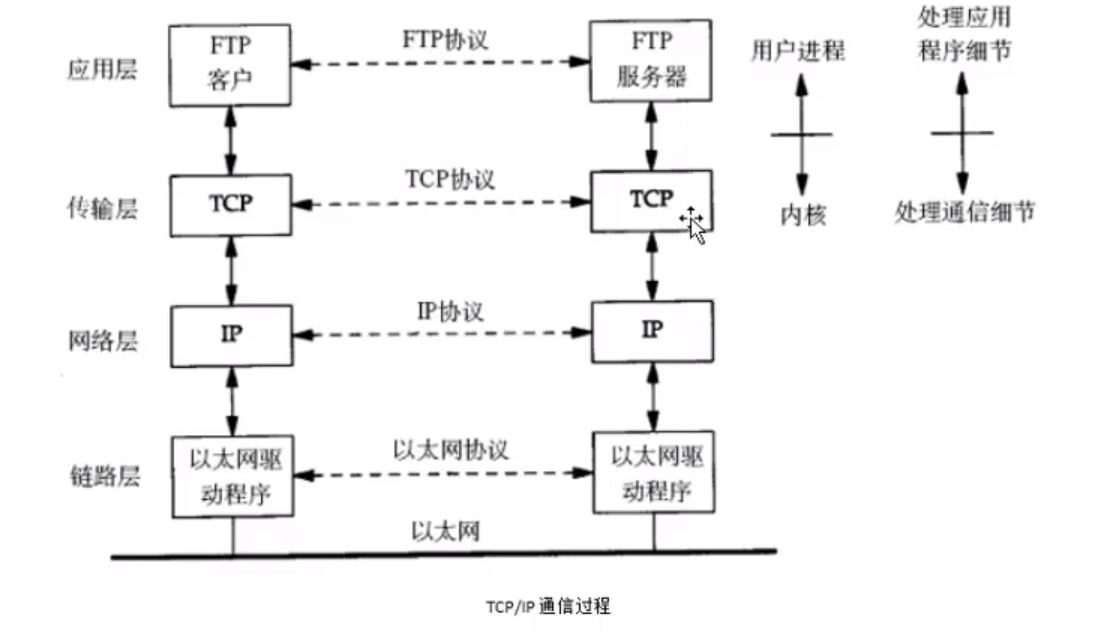 处理应用
程序细节
用户进程
应用层
FTP
客户
FTP协议
FTP
服务器
内核
处理通信细节
传输层
TCP
TCP协议
TCP
网络层
IP
IP协议
IP
链路层
以太网驱
动程序
以太网协议
以太网驱
动程序
以太网
TCP/IP 通信过程